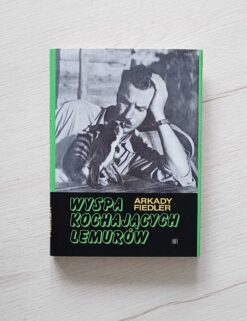 ARKADY
FIEDLER
WYSPA
KOCHAJĄCYCH
LEMURÓW